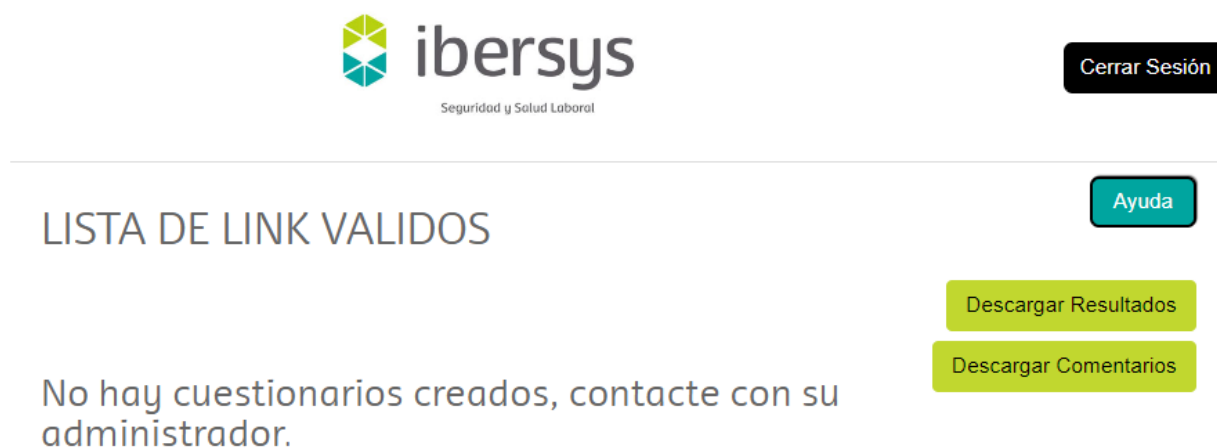 ibersys
Seguridad y Salud Laboral
Cerrar Sesión
Ayuda
LISTA DE LINK VALIDOS
Descargar Resultados
Descargar Comentarios
No hay cuestionarios creados, contacte con su
administrador.